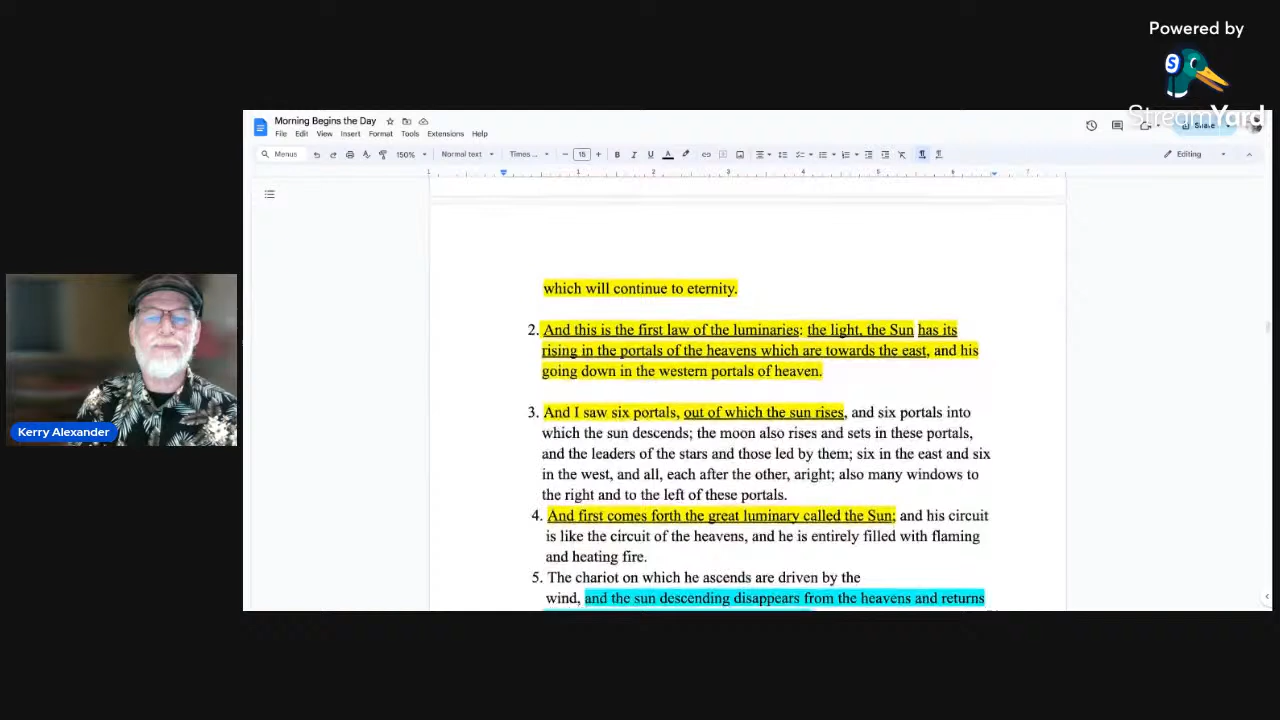 Powered by
StreamYard
Morning Begins the Day
File Edit View Insert Format Tools Extensions Help
Share
Menus
150%
Normal text
Times ...
15
B I U A
Editing
1 1 2 3 4 5 6 7
which will continue to eternity.
2. And this is the first law of the luminaries: the light, the Sun has its
rising in the portals of the heavens which are towards the east, and his
going down in the western portals of heaven.
3. And I saw six portals, out of which the sun rises, and six portals into
which the sun descends; the moon also rises and sets in these portals,
and the leaders of the stars and those led by them; six in the east and six
in the west, and all, each after the other, aright; also many windows to
the right and to the left of these portals.
4. And first comes forth the great luminary called the Sun; and his circuit
is like the circuit of the heavens, and he is entirely filled with flaming
and heating fire.
5. The chariot on which he ascends are driven by the
wind, and the sun descending disappears from the heavens and returns
Kerry Alexander